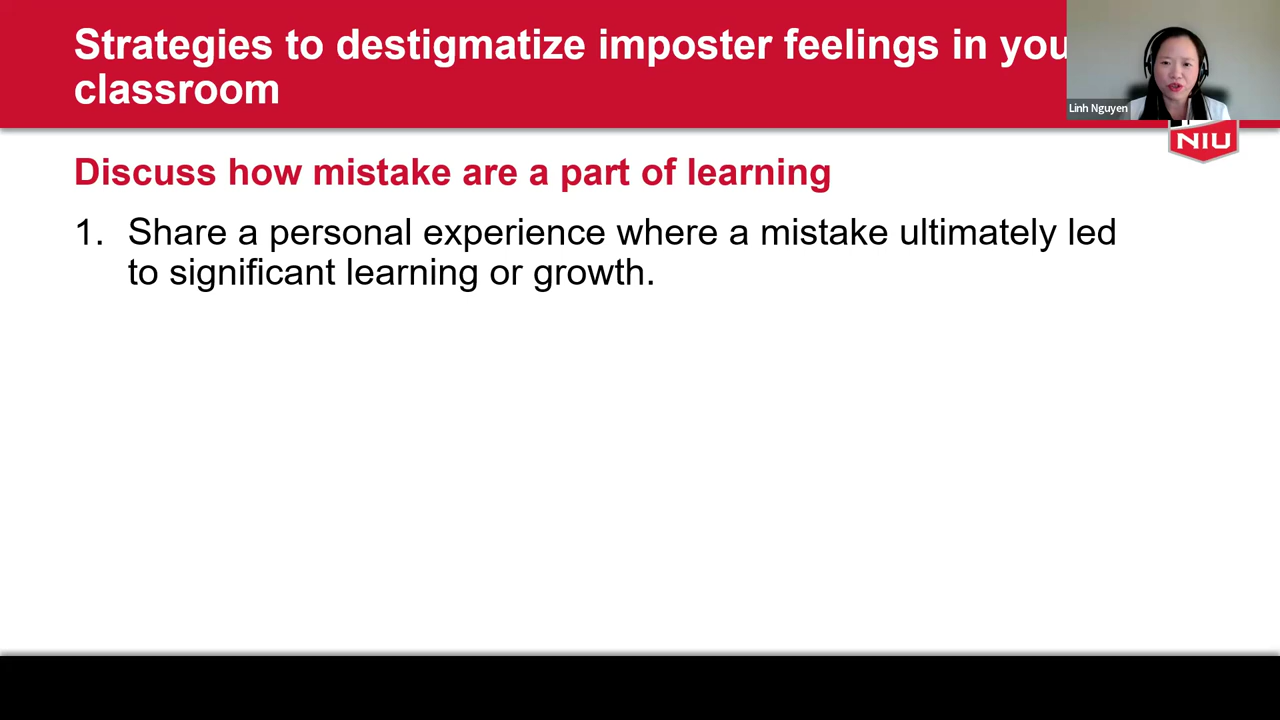 Strategies to destigmatize imposter feelings in you
classroom
Linh Nguyen
NIU
Discuss how mistake are a part of learning
1. Share a personal experience where a mistake ultimately led
to significant learning or growth.